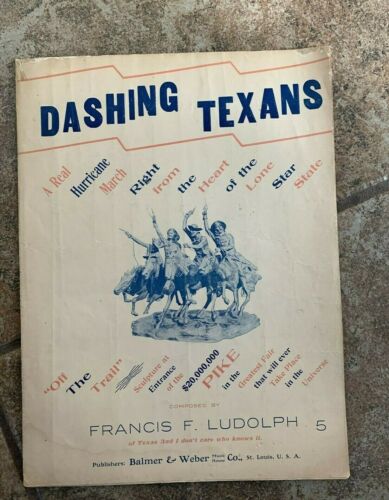 DASHING TEXANS
A Real Hurricane March Right from the Heart of the Lone Star State
"Off The Trail" Sculpture at Entrance of the $20,000,000 PIKE in the Greatest Fair that will ever Take Place in the Universe
COMPOSED BY
FRANCIS F. LUDOLPH 5
of Texas And I don't care who knows it.
Publishers: Balmer & Weber Music House Co., St. Louis, U. S. A.